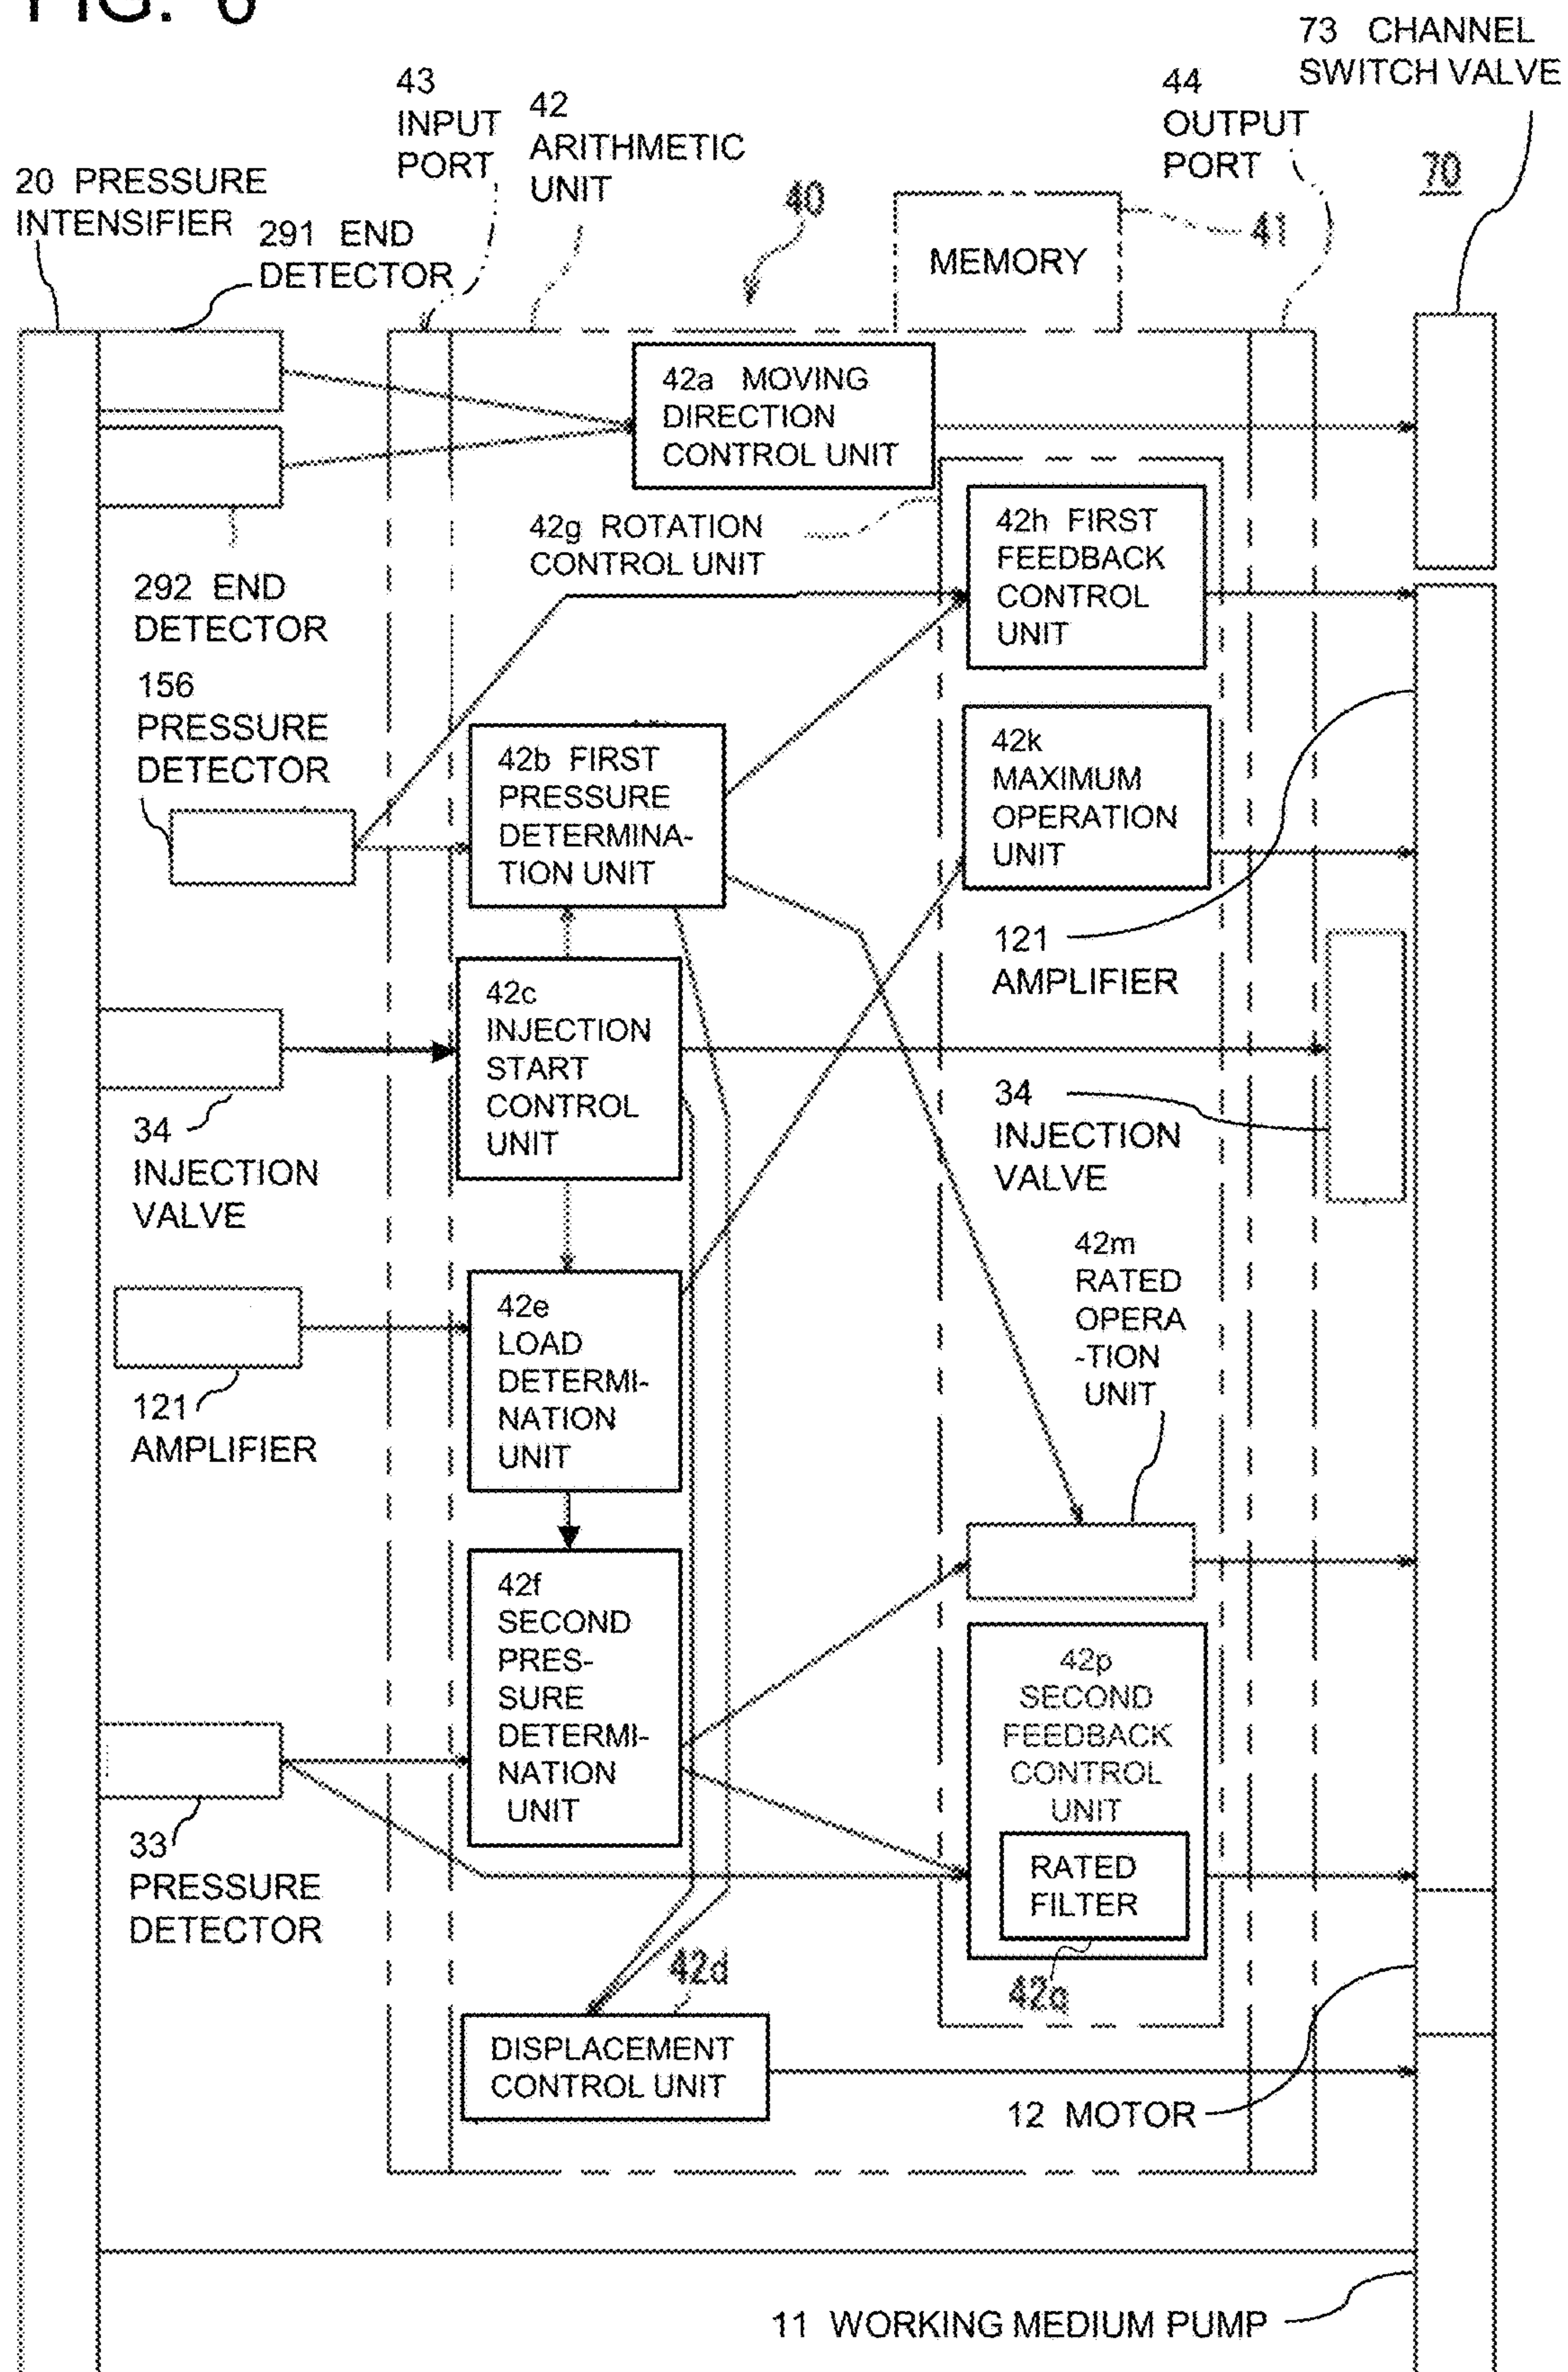 FIG. 6
73 CHANNEL
SWITCH VALVE
43
INPUT
PORT
42
ARITHMETIC
UNIT
44
OUTPUT
PORT
70
20 PRESSURE
INTENSIFIER
40
41
MEMORY
291 END
DETECTOR
42a MOVING
DIRECTION
CONTROL UNIT
42g ROTATION
CONTROL UNIT
42h FIRST
FEEDBACK
CONTROL
UNIT
292 END
DETECTOR
156
PRESSURE
DETECTOR
42b FIRST
PRESSURE
DETERMINA-
TION UNIT
42k
MAXIMUM
OPERATION
UNIT
121
AMPLIFIER
42c
INJECTION
START
CONTROL
UNIT
34
INJECTION
VALVE
34
INJECTION
VALVE
42e
LOAD
DETERMI-
NATION
UNIT
42m
RATED
OPERA
-TION
UNIT
121
AMPLIFIER
42f
SECOND
PRES-
SURE
DETERMI-
NATION
UNIT
42p
SECOND
FEEDBACK
CONTROL
UNIT
RATED
FILTER
33
PRESSURE
DETECTOR
42d
42q
DISPLACEMENT
CONTROL UNIT
12 MOTOR
11 WORKING MEDIUM PUMP